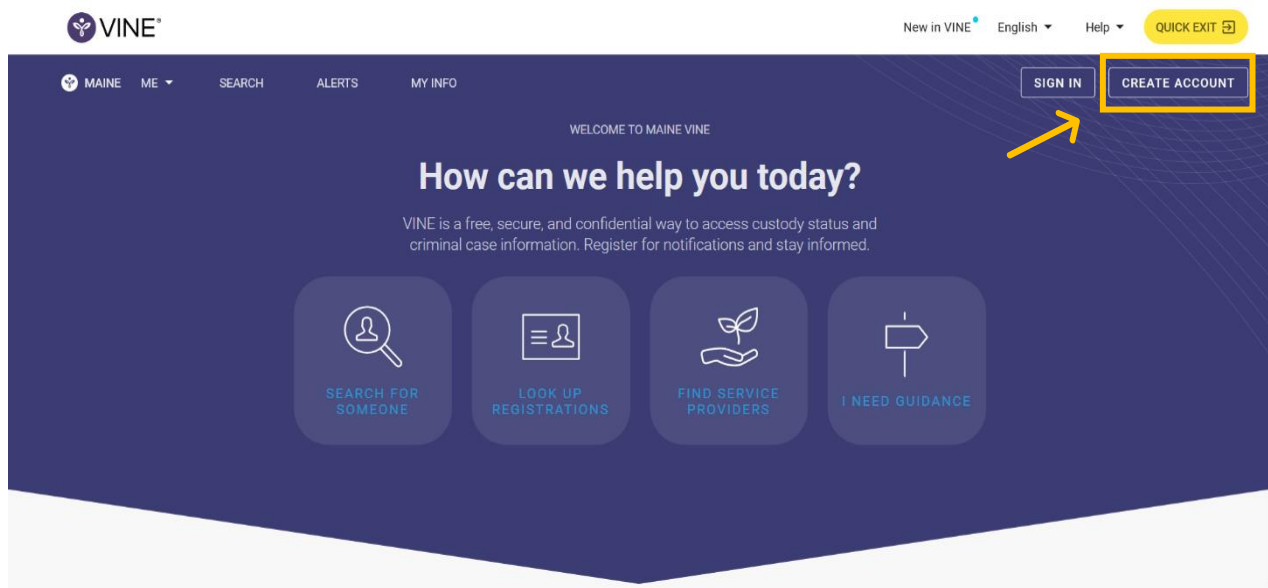 VINE®
New in VINE English Help QUICK EXIT
MAINE ME SEARCH ALERTS MY INFO SIGN IN CREATE ACCOUNT
WELCOME TO MAINE VINE
How can we help you today?
VINE is a free, secure, and confidential way to access custody status and
criminal case information. Register for notifications and stay informed.
SEARCH FOR
SOMEONE
LOOK UP
REGISTRATIONS
FIND SERVICE
PROVIDERS
I NEED GUIDANCE